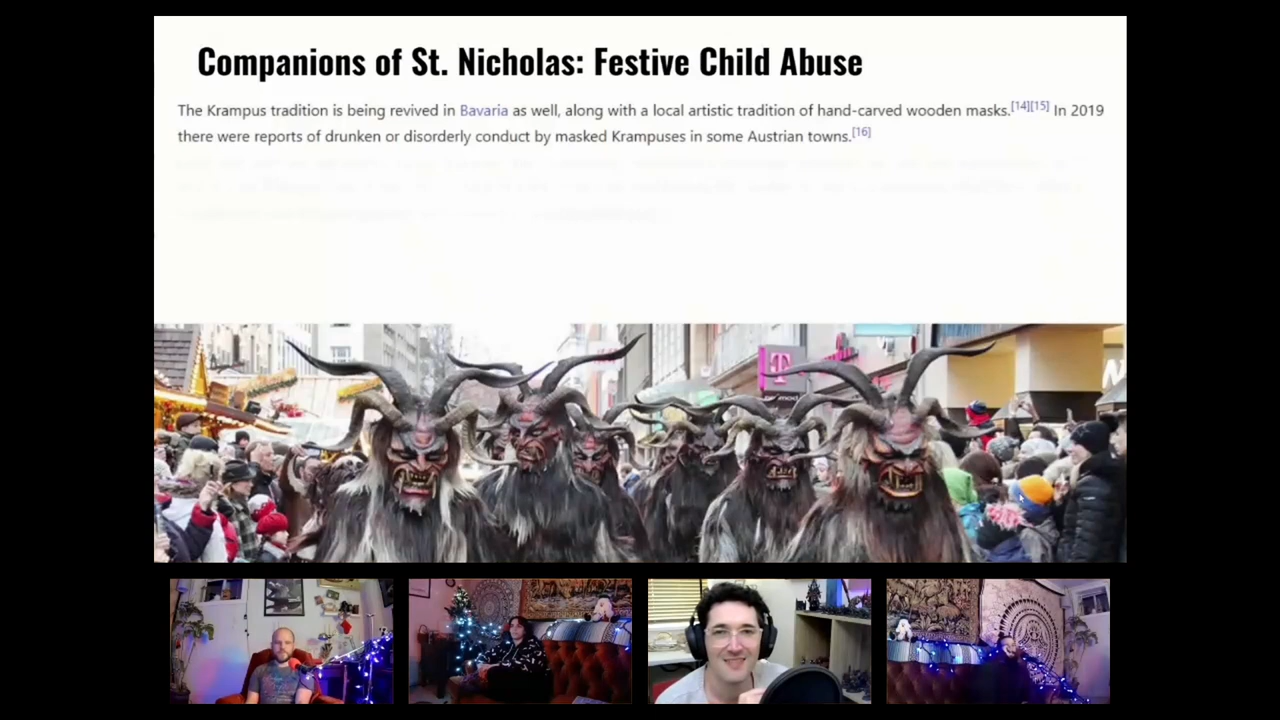 Companions of St. Nicholas: Festive Child Abuse
The Krampus tradition is being revived in Bavaria as well, along with a local artistic tradition of hand-carved wooden masks.[14][15] In 2019
there were reports of drunken or disorderly conduct by masked Krampuses in some Austrian towns.[16]
T